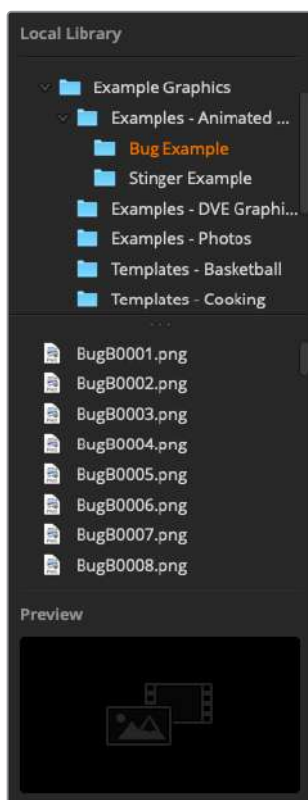 Local Library
Example Graphics
Examples - Animated ...
Bug Example
Stinger Example
Examples - DVE Graphi...
Examples - Photos
Templates - Basketball
Templates - Cooking
BugB0001.png
BugB0002.png
BugB0003.png
BugB0004.png
BugB0005.png
BugB0006.png
BugB0007.png
BugB0008.png
Preview